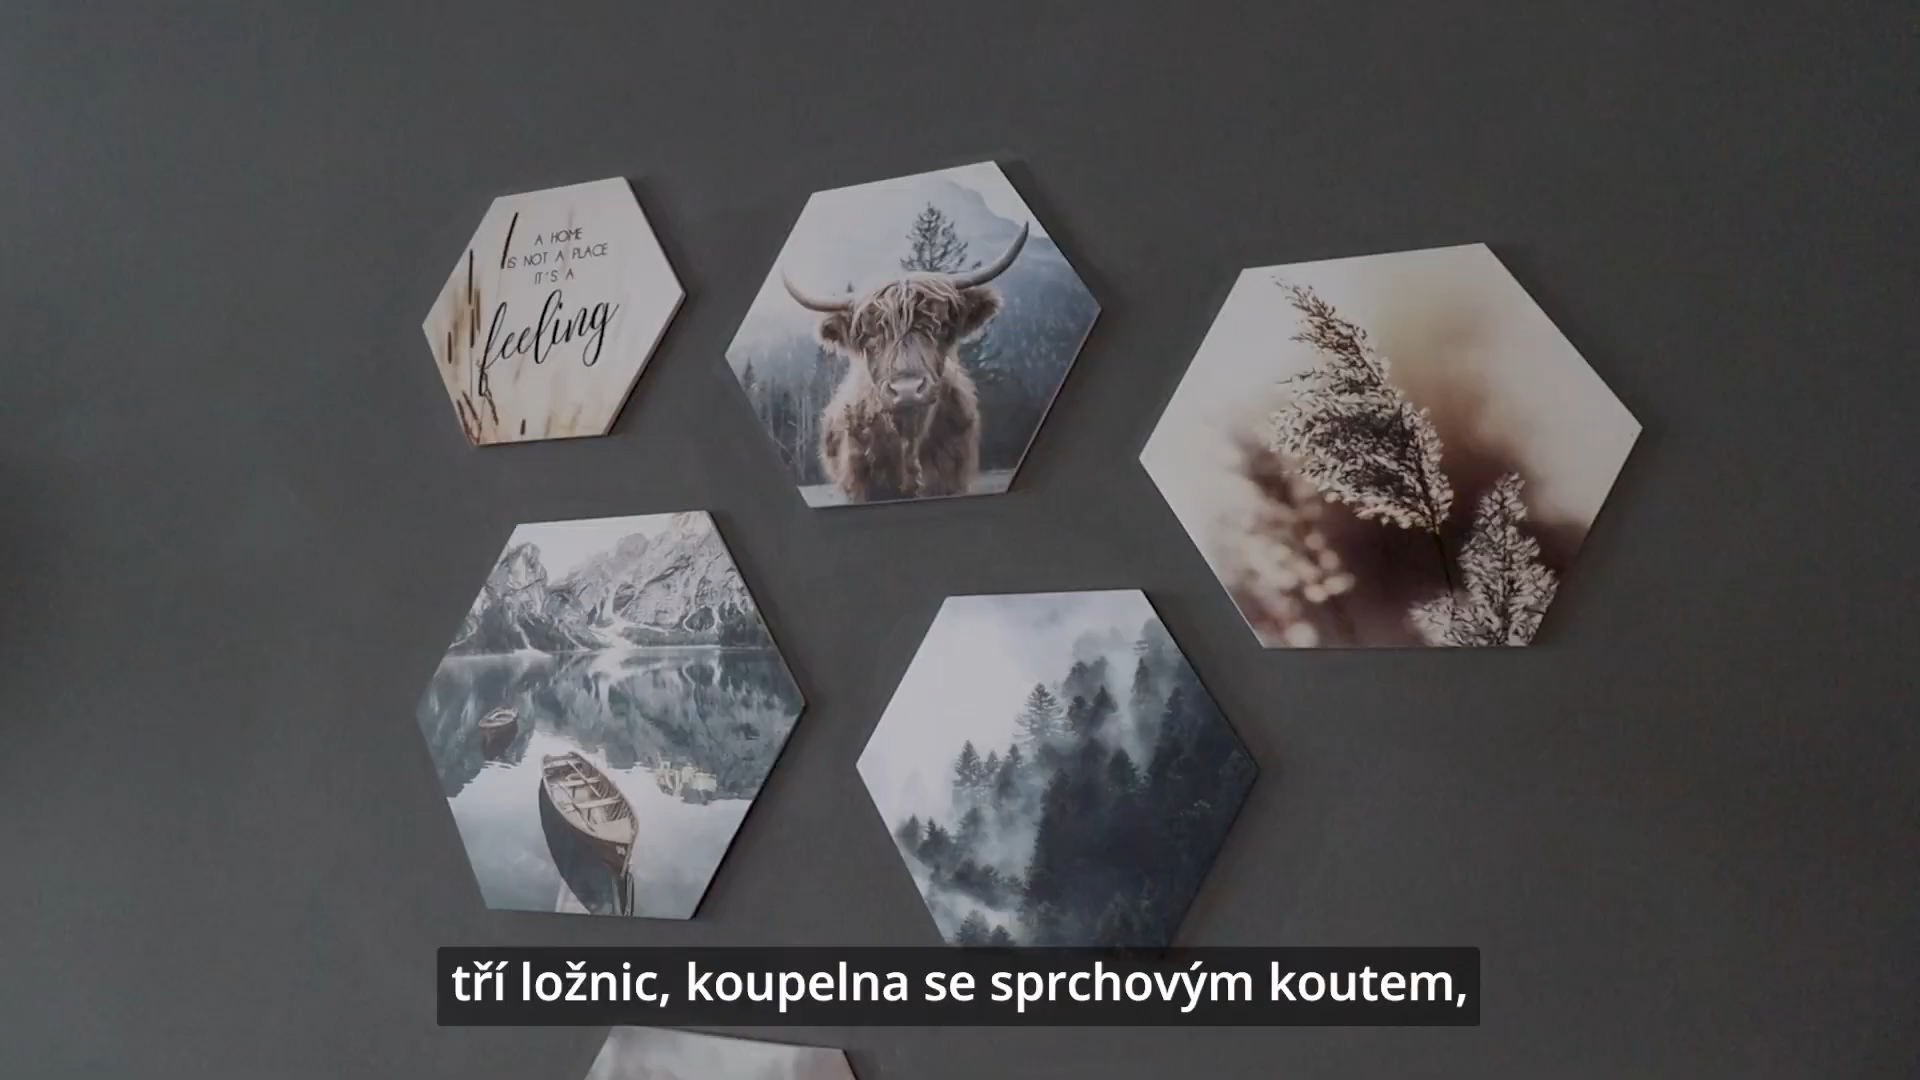 A HOME
IS NOT A PLACE
IT'S A
feeling
tří ložnic, koupelna se sprchovým koutem,